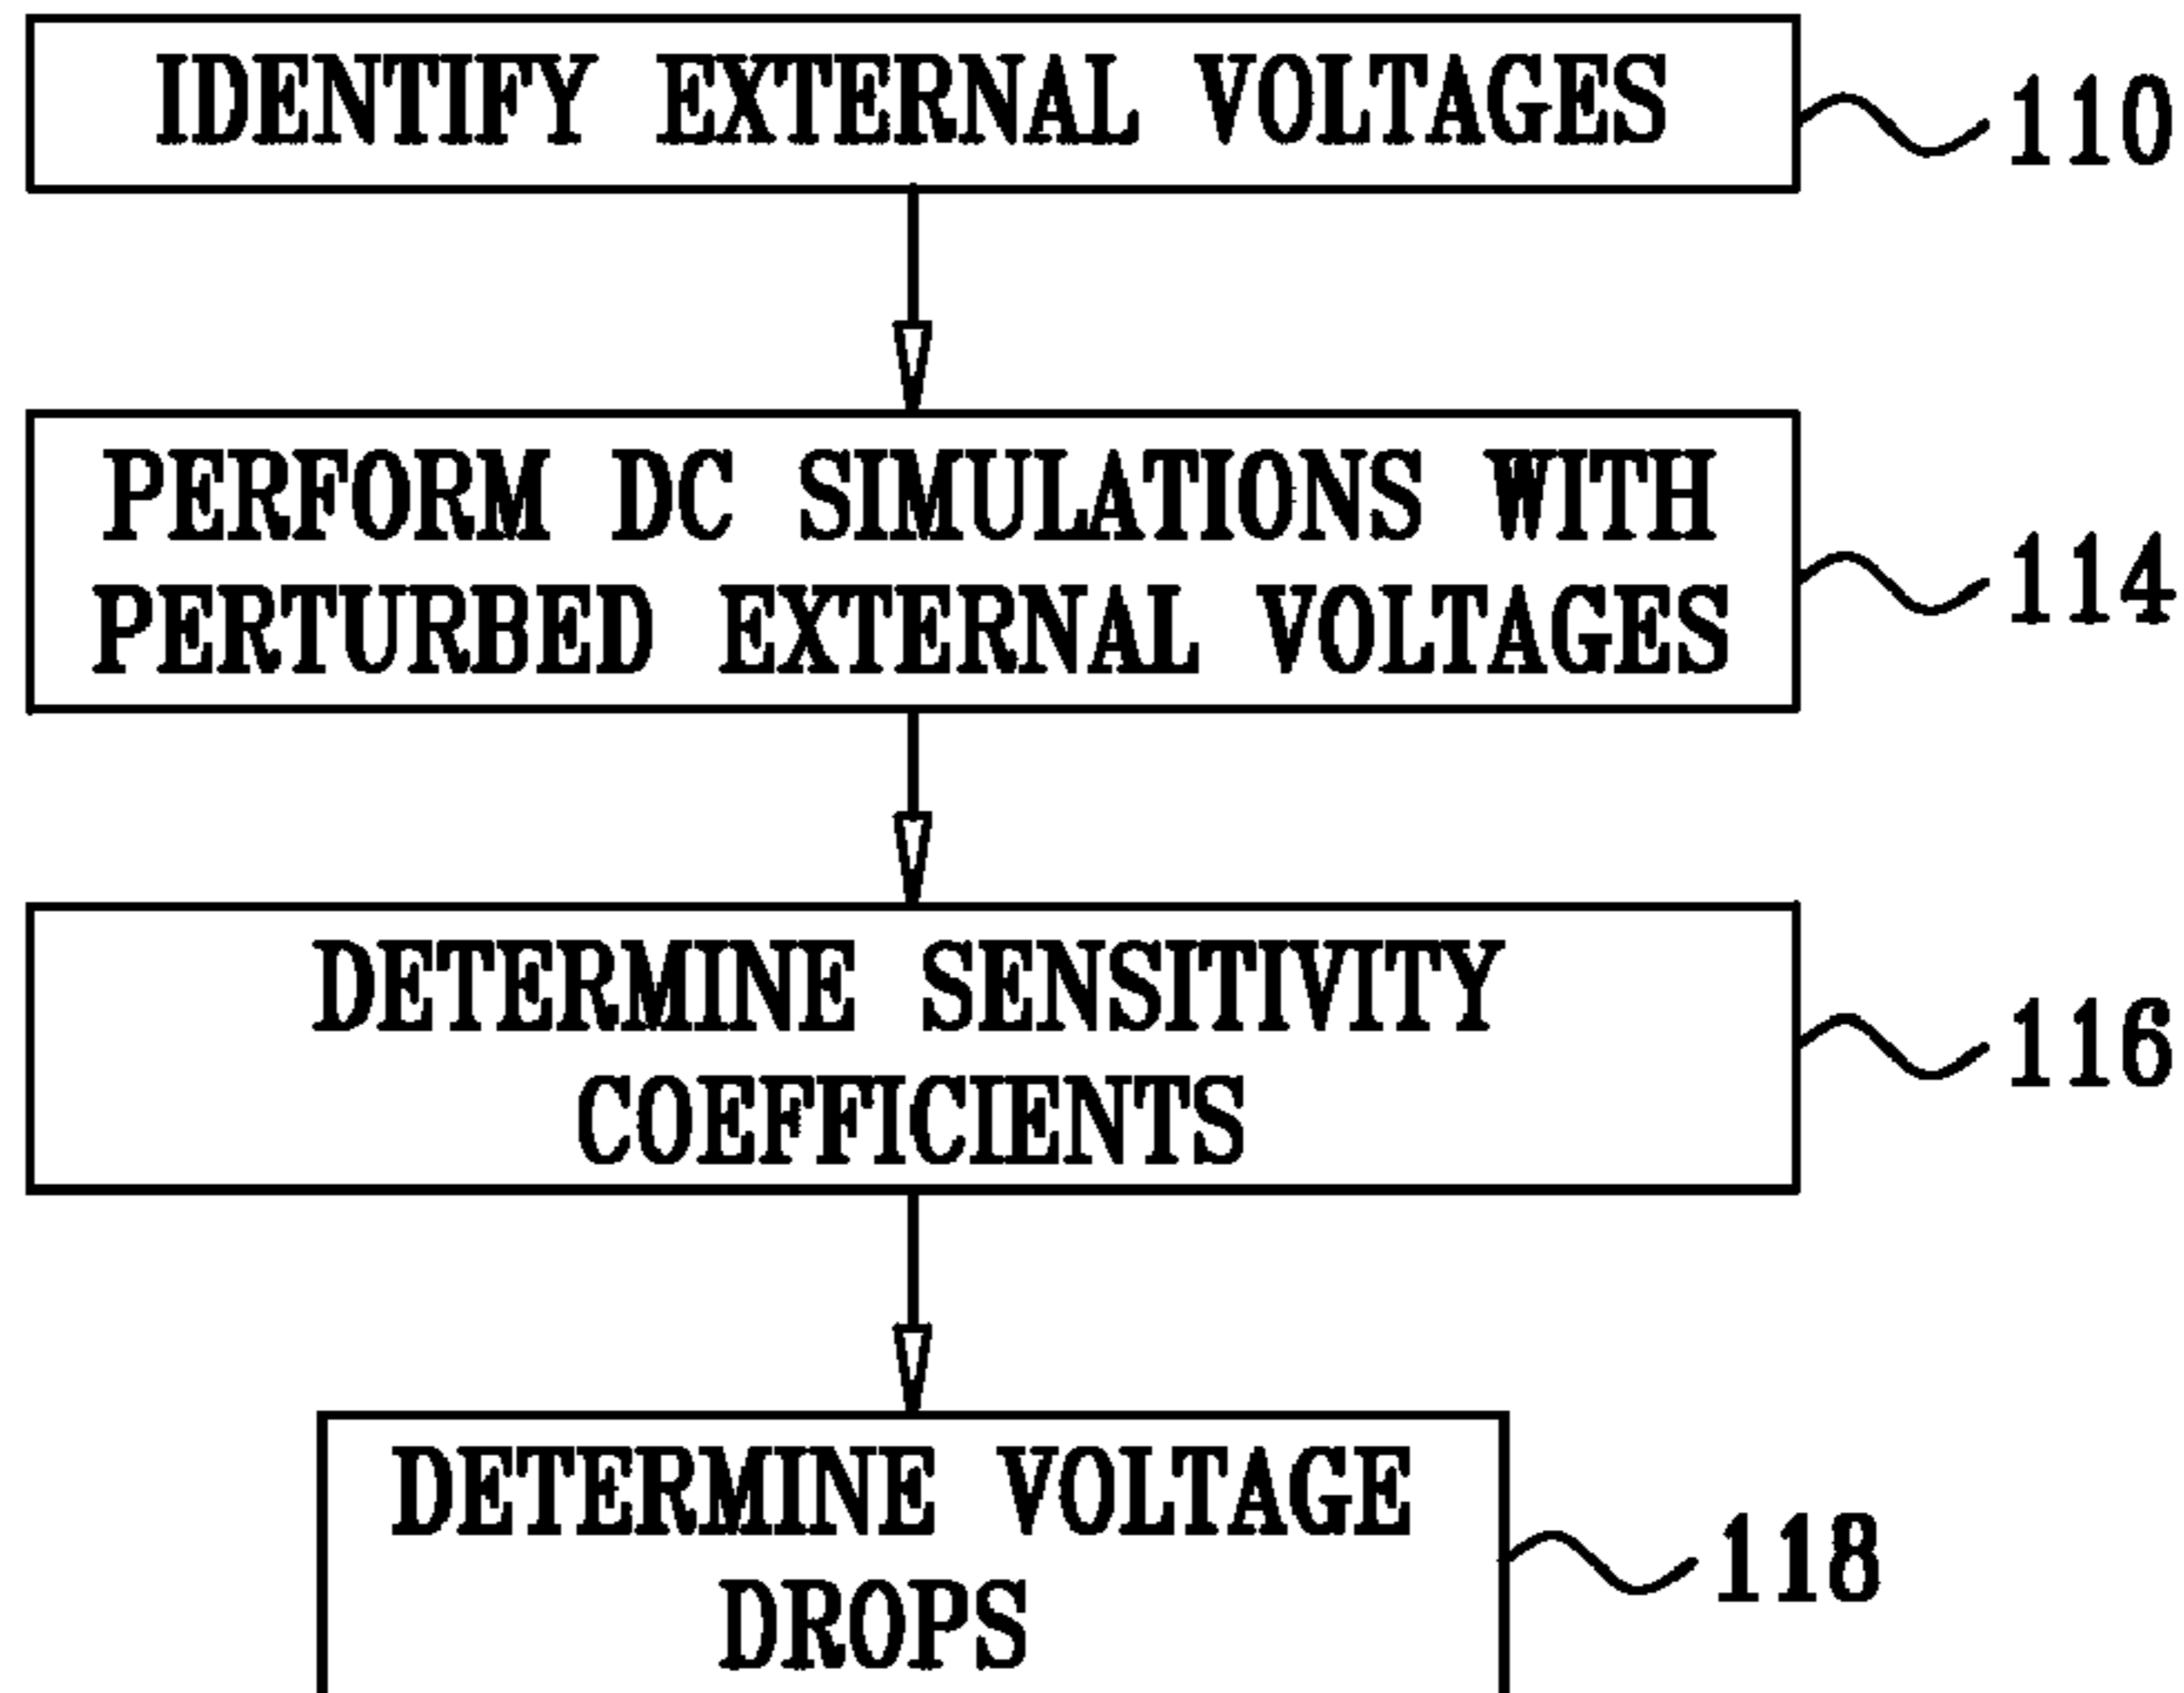 IDENTIFY EXTERNAL VOLTAGES
110
PERFORM DC SIMULATIONS WITH
PERTURBED EXTERNAL VOLTAGES
114
DETERMINE SENSITIVITY
COEFFICIENTS
116
DETERMINE VOLTAGE
DROPS
118